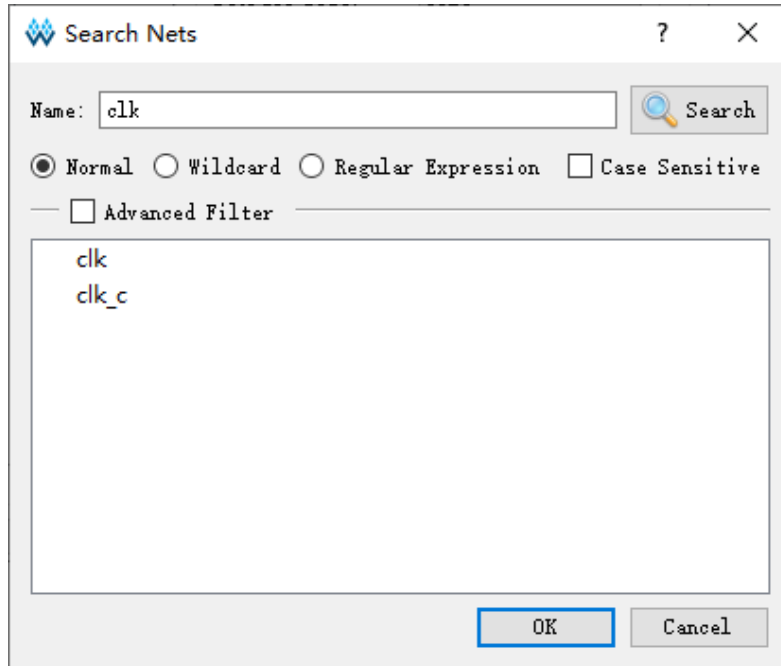 Search Nets ?
Name: clk Search
Normal Wildcard Regular Expression Case Sensitive
Advanced Filter
clk
clk_c
OK Cancel